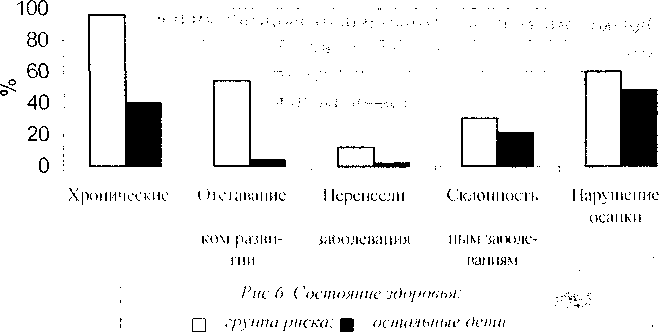 100
80
60
40
20
0
%
Хронические Отставание Перенесли Склонность Нарушение
осанки
ком разви- заболевания ным заболе-
тии ваниям
Рис 6. Состояние здоровья:
группа риска; остальные дети